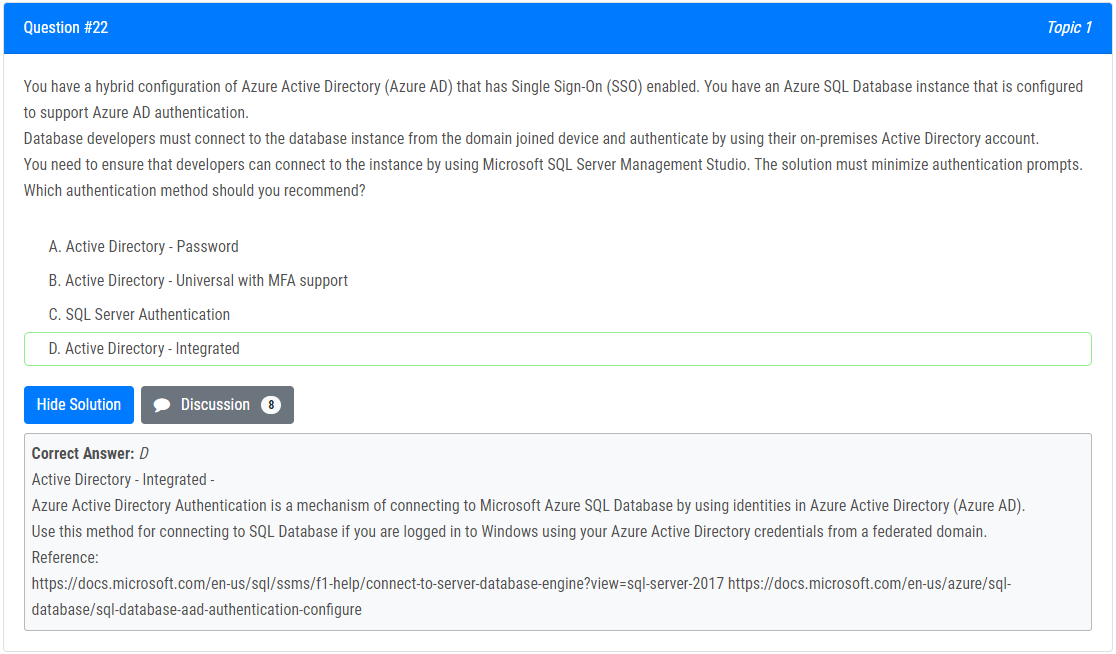 Question #22
Topic 1
You have a hybrid configuration of Azure Active Directory (Azure AD) that has Single Sign-On (SSO) enabled. You have an Azure SQL Database instance that is configured
to support Azure AD authentication.
Database developers must connect to the database instance from the domain joined device and authenticate by using their on-premises Active Directory account.
You need to ensure that developers can connect to the instance by using Microsoft SQL Server Management Studio. The solution must minimize authentication prompts.
Which authentication method should you recommend?
A. Active Directory - Password
B. Active Directory - Universal with MFA support
C. SQL Server Authentication
D. Active Directory - Integrated
Hide Solution
Discussion 8
Correct Answer: D
Active Directory - Integrated -
Azure Active Directory Authentication is a mechanism of connecting to Microsoft Azure SQL Database by using identities in Azure Active Directory (Azure AD).
Use this method for connecting to SQL Database if you are logged in to Windows using your Azure Active Directory credentials from a federated domain.
Reference:
https://docs.microsoft.com/en-us/sql/ssms/f1-help/connect-to-server-database-engine?view=sql-server-2017 https://docs.microsoft.com/en-us/azure/sql-
database/sql-database-aad-authentication-configure